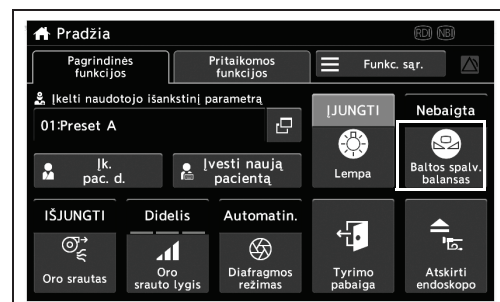 Pradžia
RDI NBI
Pagrindinės
funkcijos
Pritaikomos
funkcijos
Funkc. sąr.
Įkelti naudotojo išankstinį parametrą
01:Preset A
Įk.
pac. d.
Įvesti naują
pacientą
ĮJUNGTI
Lempa
Nebaigta
Baltos spalv.
balansas
IŠJUNGTI
Oro srautas
Didelis
Oro
srauto lygis
Automatin.
Diafragmos
režimas
Tyrimo
pabaiga
Atskirti
endoskopo